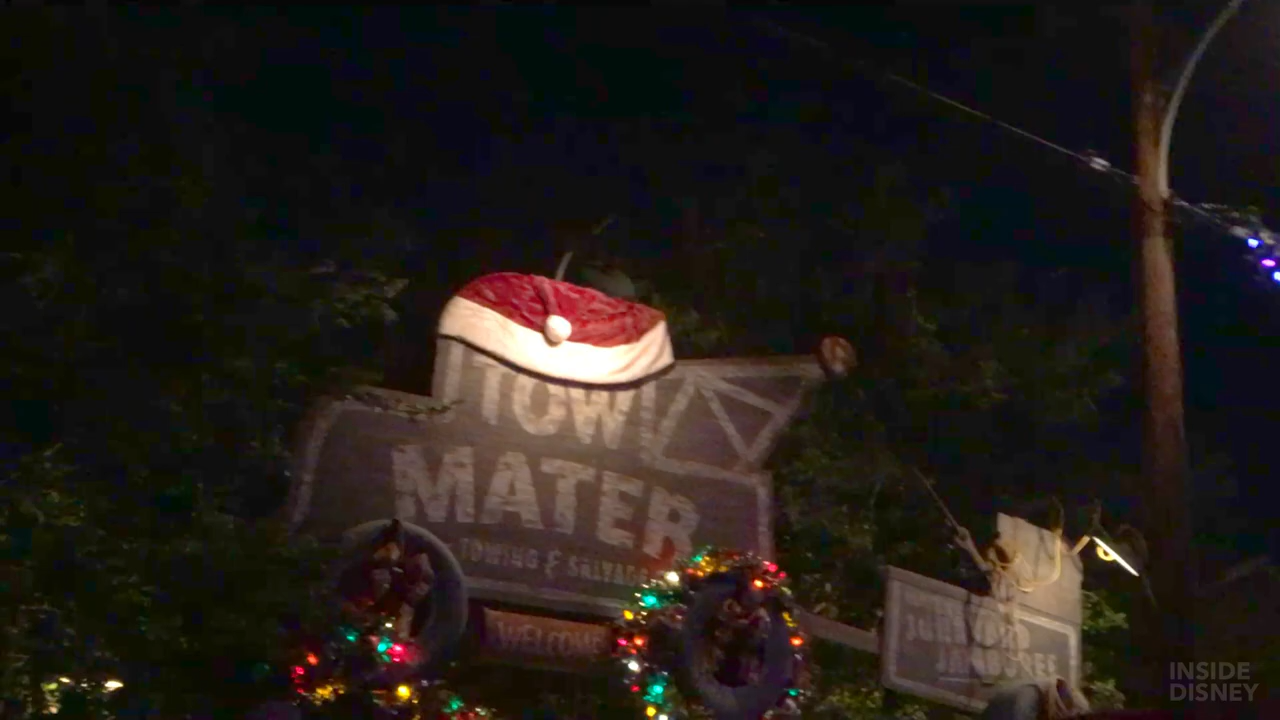 TOW
MATER
TOWING & SALVAGE
WELCOME
JUNKYARD
JAMBOREE
INSIDE
DISNEY